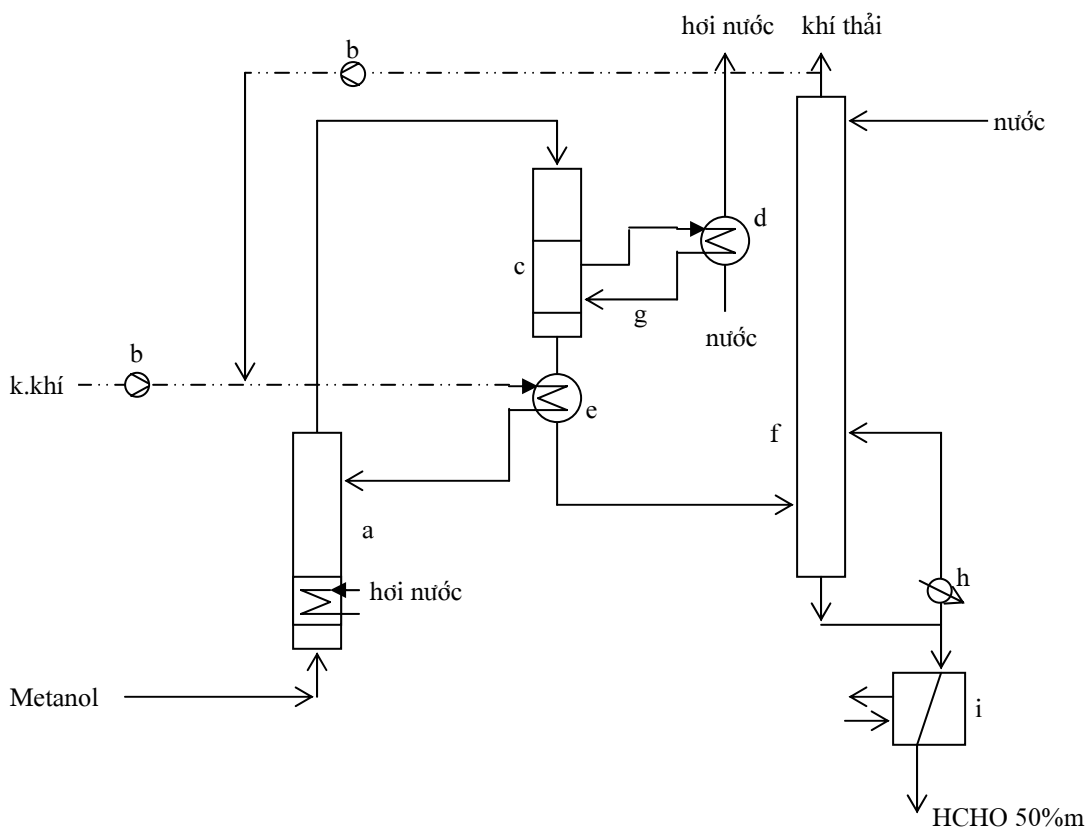 hơi nước
khí thải
b
nước
d
c
g
nước
b
k.khí
e
f
a
h
hơi nước
Metanol
i
HCHO 50%m